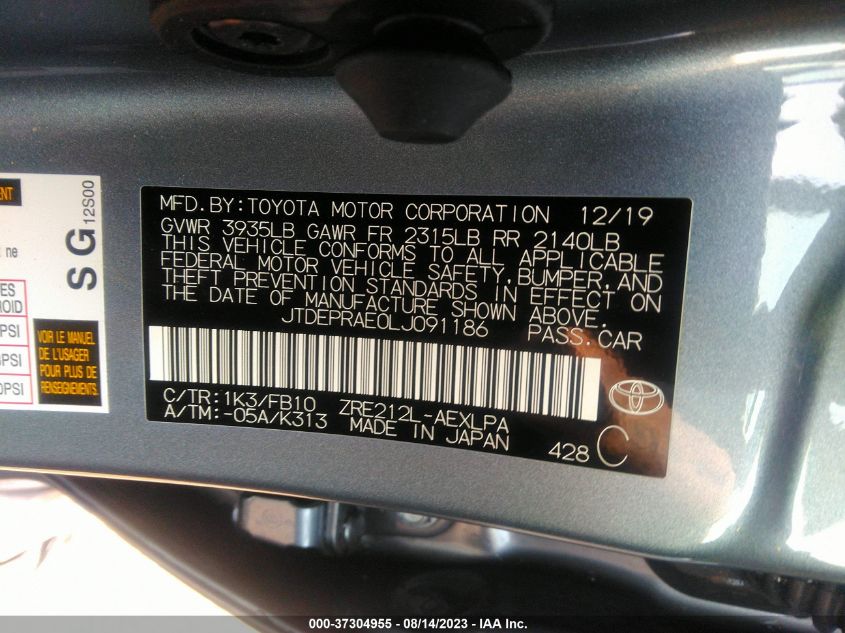 MFD.BY:TOYOTA MOTOR CORPORATION 12/19
GVWR 3935LB GAWR FR 2315LB RR 2140LB
THIS VEHICLE CONFORMS TO ALL APPLICABLE
FEDERAL MOTOR VEHICLE SAFETY,BUMPER,AND
THEFT PREVENTION STANDARDS IN EFFECT ON
THE DATE OF MANUFACTURE SHOWN ABOVE.
JTDEPRAE0LJ091186 PASS.CAR
C/TR:1K3/FB10 ZRE212L-AEXLPA
A/TM:-05A/K313 MADE IN JAPAN
428 C
SG
12S00
ne
PSI
PSI
0PSI
VOIR LE MANUEL
DE L'USAGER
POUR PLUS DE
RENSEIGNEMENTS
000-37304955 - 08/14/2023 - IAA Inc.